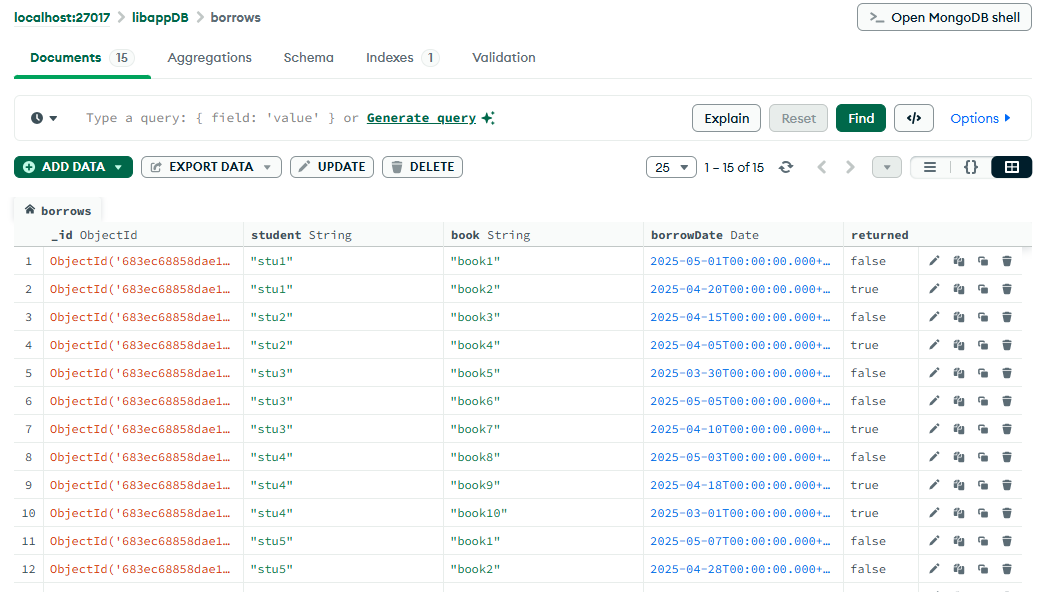 localhost:27017 > libappDB > borrows
>_ Open MongoDB shell
Documents 15 Aggregations Schema Indexes 1 Validation
Type a query: { field: 'value' } or Generate query
Explain Reset Find </> Options
ADD DATA EXPORT DATA UPDATE DELETE 25 1 – 15 of 15 {}
borrows
_id ObjectId student String book String borrowDate Date returned
1 ObjectId('683ec68858dae1… "stu1" "book1" 2025-05-01T00:00:00.000+… false
2 ObjectId('683ec68858dae1… "stu1" "book2" 2025-04-20T00:00:00.000+… true
3 ObjectId('683ec68858dae1… "stu2" "book3" 2025-04-15T00:00:00.000+… false
4 ObjectId('683ec68858dae1… "stu2" "book4" 2025-04-05T00:00:00.000+… true
5 ObjectId('683ec68858dae1… "stu3" "book5" 2025-03-30T00:00:00.000+… false
6 ObjectId('683ec68858dae1… "stu3" "book6" 2025-05-05T00:00:00.000+… false
7 ObjectId('683ec68858dae1… "stu3" "book7" 2025-04-10T00:00:00.000+… true
8 ObjectId('683ec68858dae1… "stu4" "book8" 2025-05-03T00:00:00.000+… false
9 ObjectId('683ec68858dae1… "stu4" "book9" 2025-04-18T00:00:00.000+… true
10 ObjectId('683ec68858dae1… "stu4" "book10" 2025-03-01T00:00:00.000+… true
11 ObjectId('683ec68858dae1… "stu5" "book1" 2025-05-07T00:00:00.000+… false
12 ObjectId('683ec68858dae1… "stu5" "book2" 2025-04-28T00:00:00.000+… false